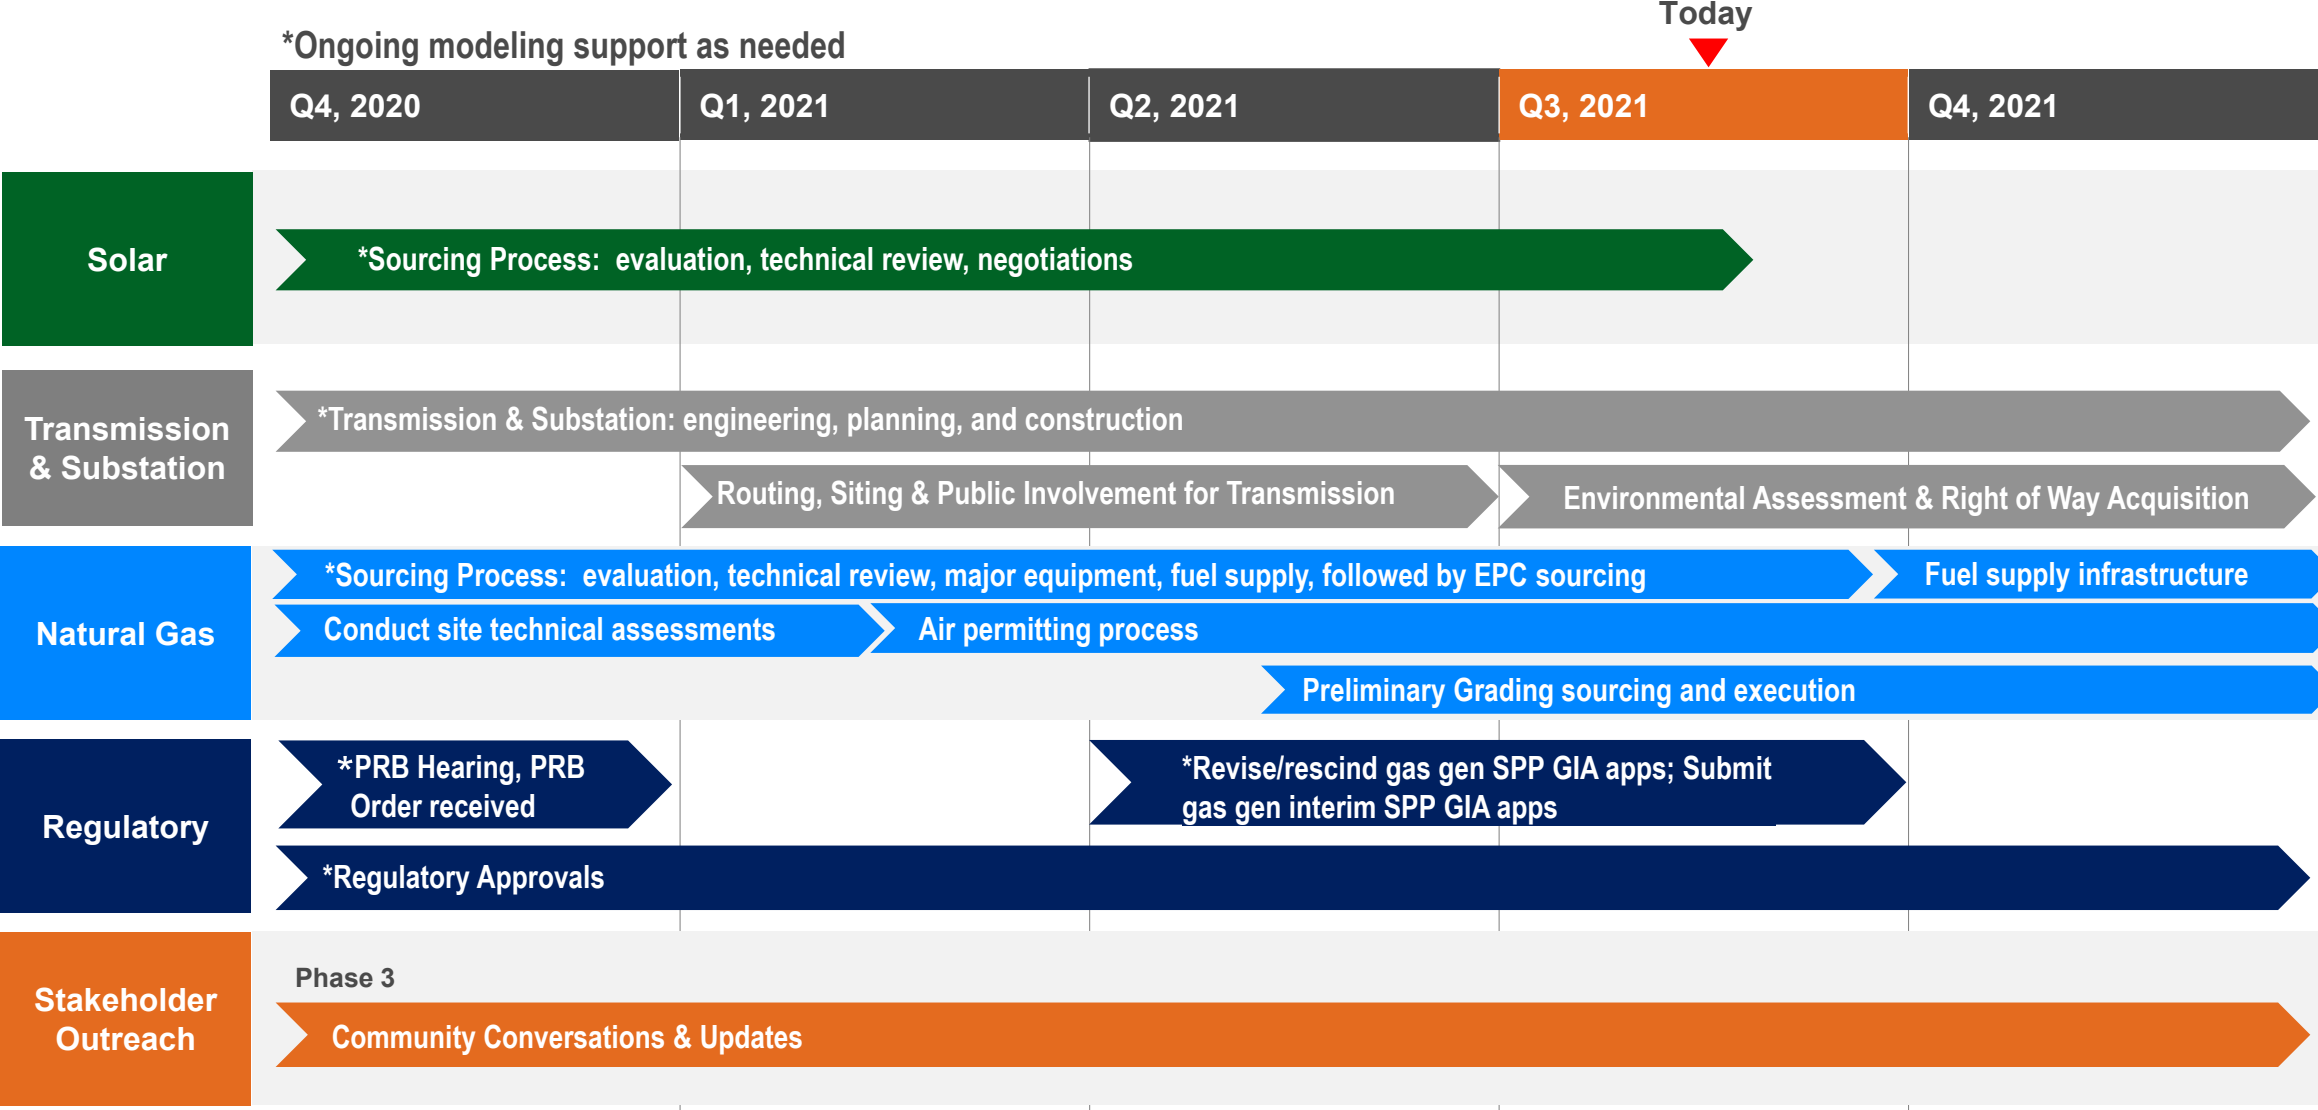 Today
*Ongoing modeling support as needed
Q4, 2020
Q1, 2021
Q2, 2021
Q3, 2021
Q4, 2021
Solar
*Sourcing Process:  evaluation, technical review, negotiations
Transmission
& Substation
*Transmission & Substation: engineering, planning, and construction
Routing, Siting & Public Involvement for Transmission
Environmental Assessment & Right of Way Acquisition
Natural Gas
*Sourcing Process:  evaluation, technical review, major equipment, fuel supply, followed by EPC sourcing
Fuel supply infrastructure
Conduct site technical assessments
Air permitting process
Preliminary Grading sourcing and execution
Regulatory
*PRB Hearing, PRB
Order received
*Revise/rescind gas gen SPP GIA apps; Submit
gas gen interim SPP GIA apps
*Regulatory Approvals
Stakeholder
Outreach
Phase 3
Community Conversations & Updates